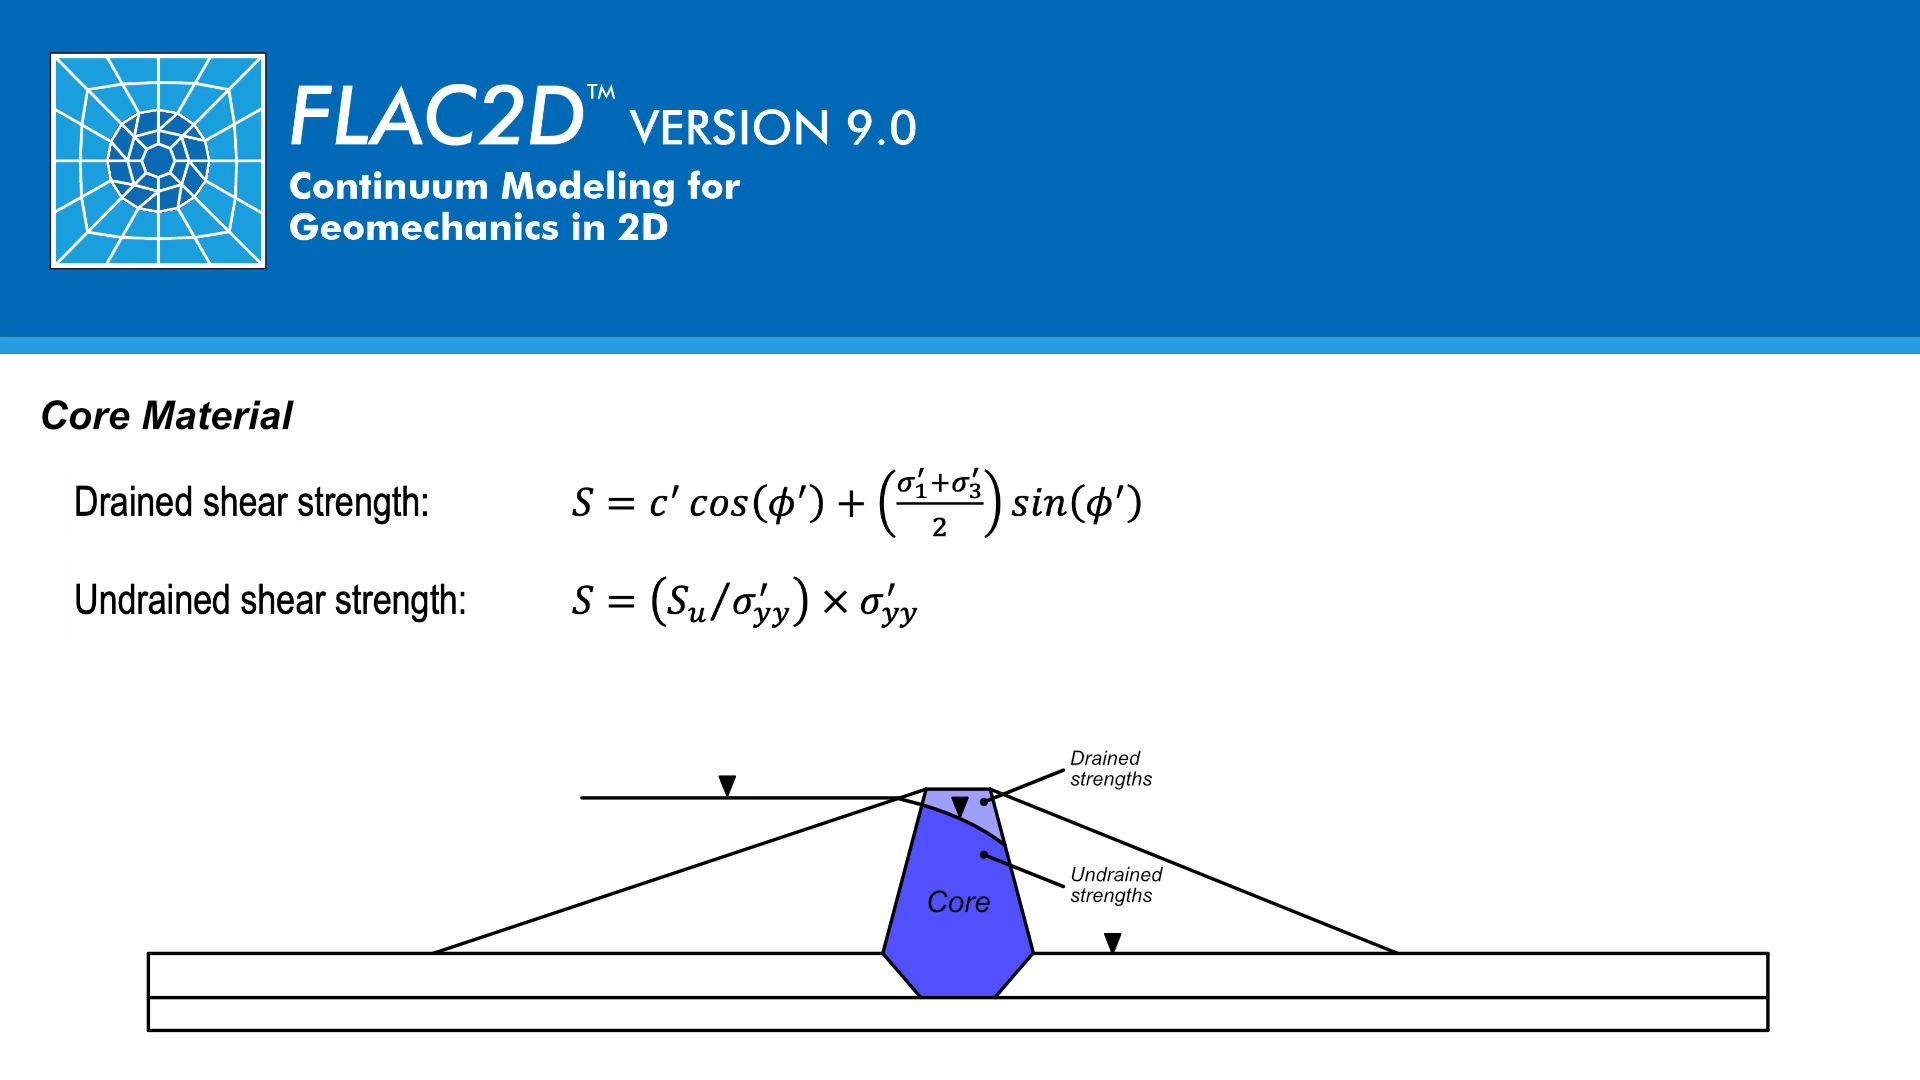 FLAC2D™ VERSION 9.0
Continuum Modeling for
Geomechanics in 2D
Core Material
Drained shear strength: S = c′ cos(ϕ′) + ((σ′₁+σ′₃)/2) sin(ϕ′)
Undrained shear strength: S = (Sᵤ/σ′yy) × σ′yy
Drained
strengths
Undrained
strengths
Core